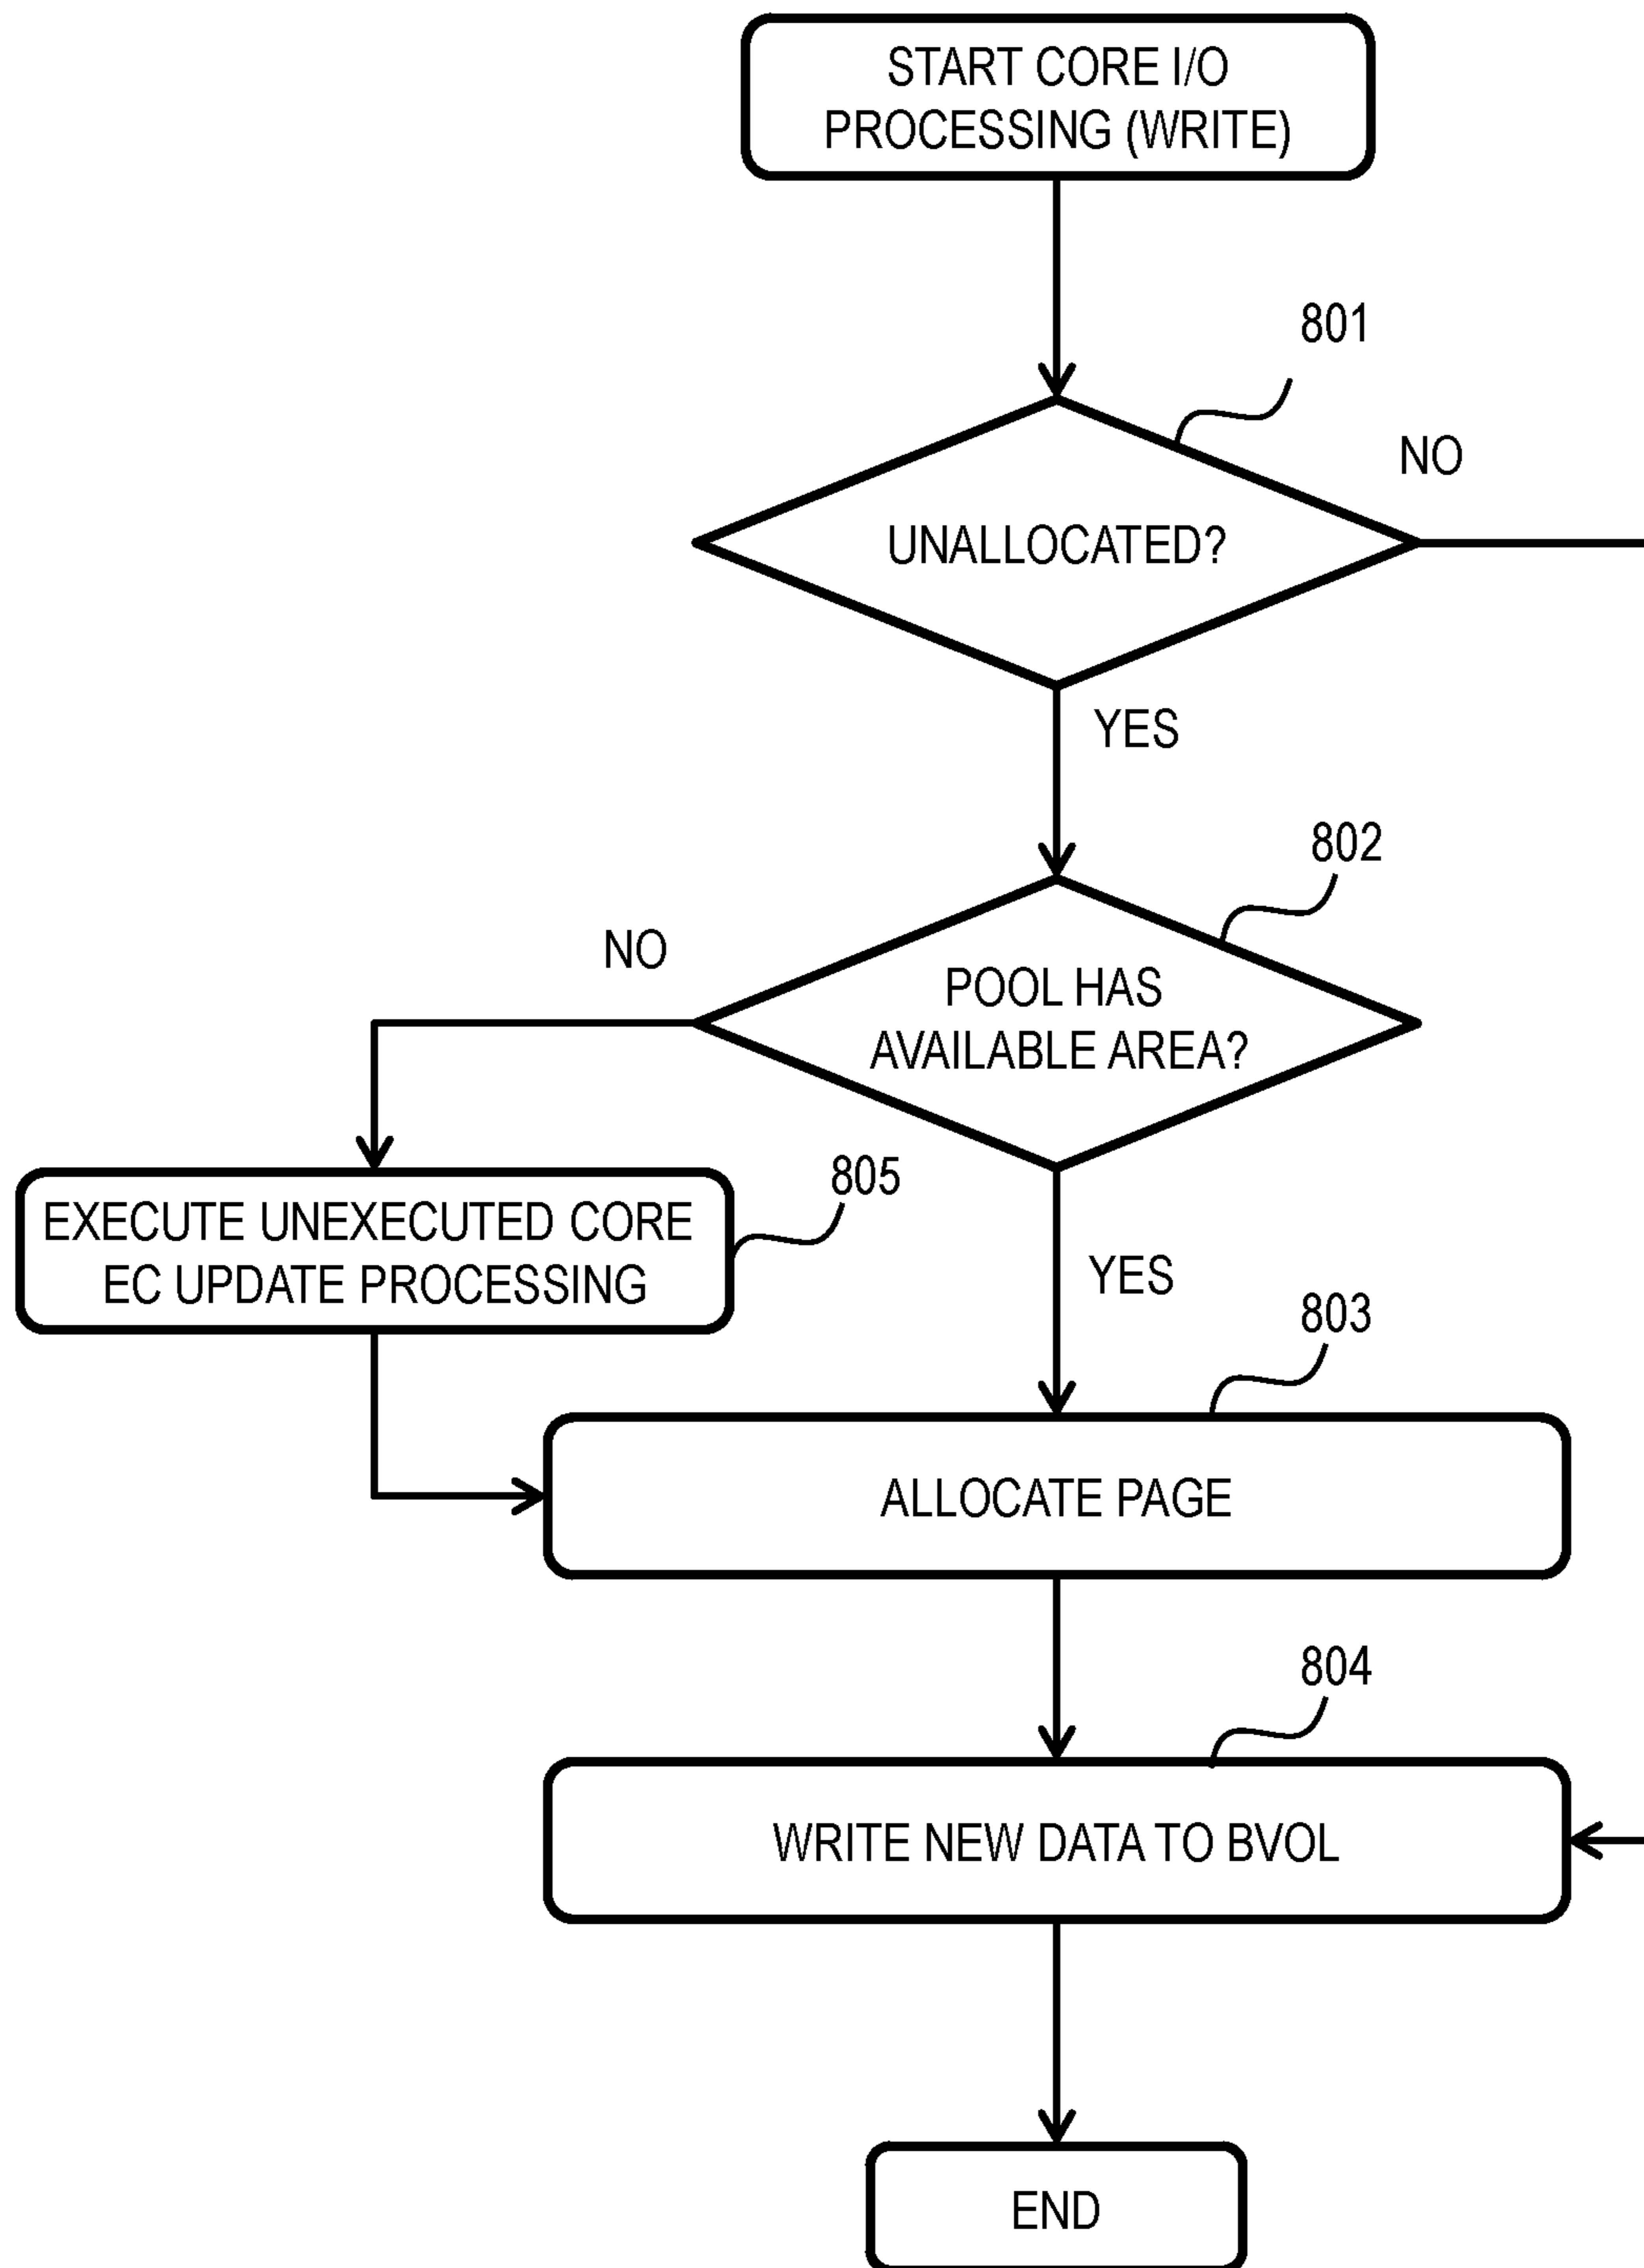 START CORE I/O
PROCESSING (WRITE)
801
NO
UNALLOCATED?
YES
802
NO
POOL HAS
AVAILABLE AREA?
805
EXECUTE UNEXECUTED CORE
EC UPDATE PROCESSING
YES
803
ALLOCATE PAGE
804
WRITE NEW DATA TO BVOL
END